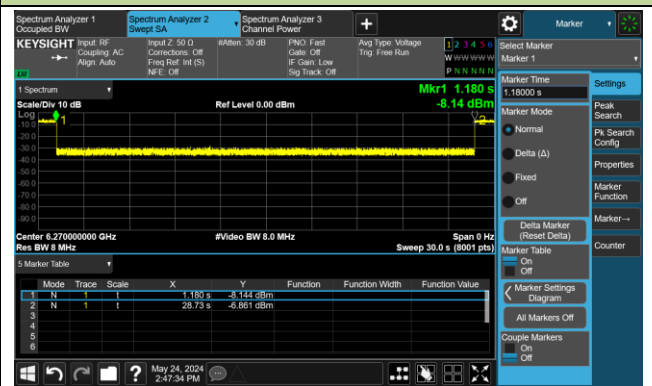 Spectrum Analyzer 1
Occupied BW
Spectrum Analyzer 2
Swept SA
Spectrum Analyzer 3
Channel Power
+
Marker
KEYSIGHT
Input: RF
Coupling: AC
Align: Auto
Input Z: 50 Ω
Corrections: Off
Freq Ref: Int (S)
NFE: Off
#Atten: 30 dB
PNO: Fast
Gate: Off
IF Gain: Low
Sig Track: Off
Avg Type: Voltage
Trig: Free Run
1 2 3 4 5 6
W W W W W W
P N N N N N
1 Spectrum
Scale/Div 10 dB
Ref Level 0.00 dBm
Mkr1 1.180 s
-8.14 dBm
Log
1
2
-10.0
-20.0
-30.0
-40.0
-50.0
-60.0
-70.0
-80.0
-90.0
Center 6.270000000 GHz
#Video BW 8.0 MHz
Span 0 Hz
Res BW 8 MHz
Sweep 30.0 s (8001 pts)
5 Marker Table
Mode Trace Scale X Y Function Function Width Function Value
1 N 1 t 1.180 s -8.144 dBm
2 N 1 t 28.73 s -6.861 dBm
3
4
5
6
May 24, 2024
2:47:34 PM
Select Marker
Marker 1
Marker Time
1.18000 s
Marker Mode
Normal
Delta (Δ)
Fixed
Off
Delta Marker
(Reset Delta)
Marker Table
On
Off
Marker Settings
Diagram
All Markers Off
Couple Markers
On
Off
Settings
Peak
Search
Pk Search
Config
Properties
Marker
Function
Marker→
Counter